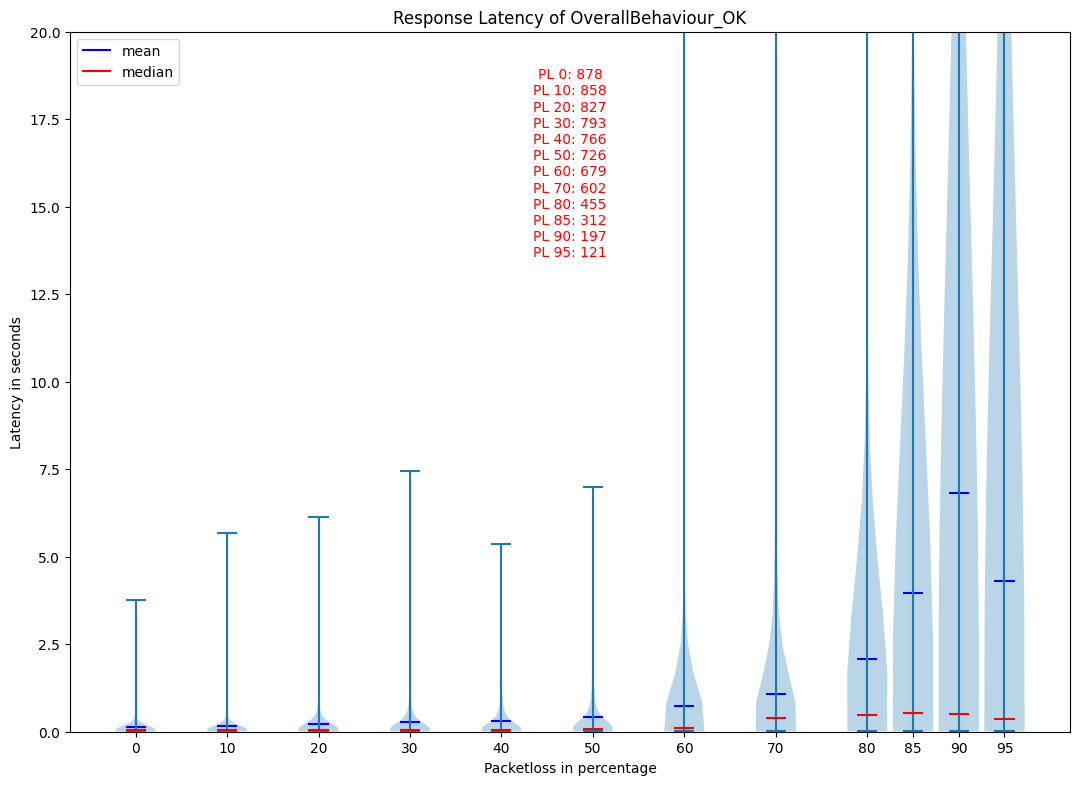 Response Latency of OverallBehaviour_OK
mean
median
PL 0: 878
PL 10: 858
PL 20: 827
PL 30: 793
PL 40: 766
PL 50: 726
PL 60: 679
PL 70: 602
PL 80: 455
PL 85: 312
PL 90: 197
PL 95: 121
20.0
17.5
15.0
12.5
10.0
7.5
5.0
2.5
0.0
Latency in seconds
0 10 20 30 40 50 60 70 80 85 90 95
Packetloss in percentage